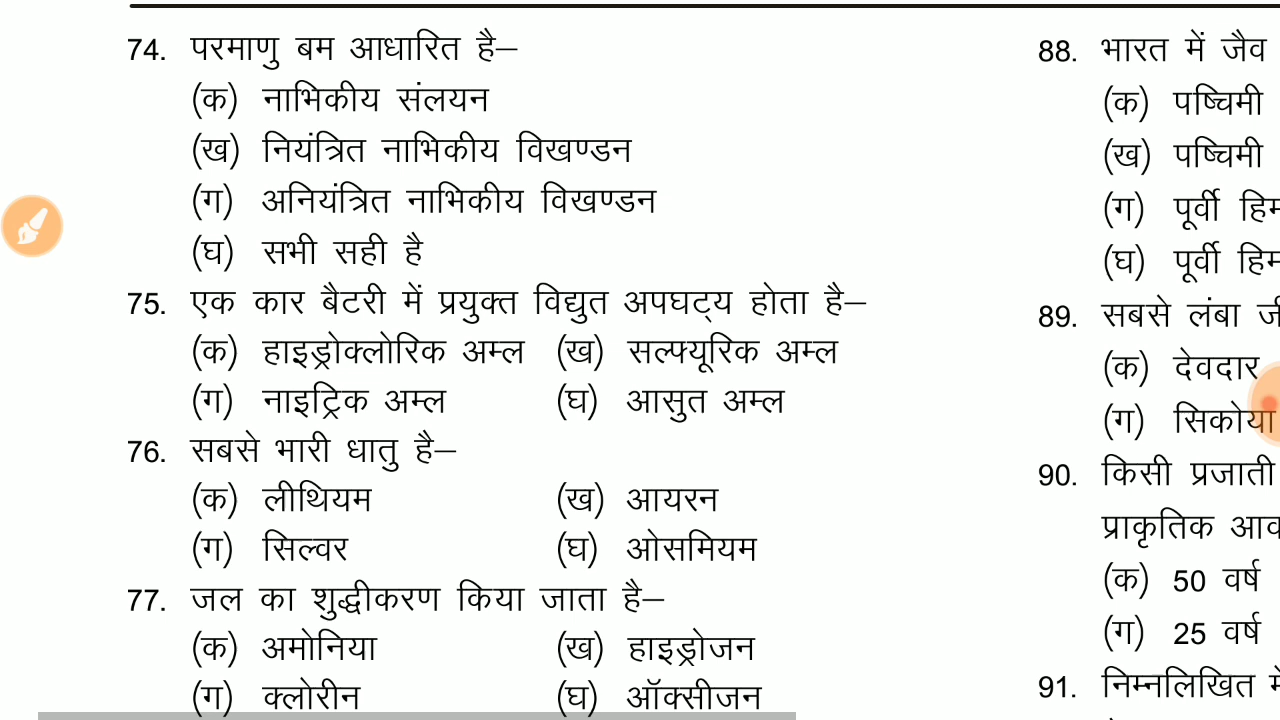 74. परमाणु बम आधारित है–
(क) नाभिकीय संलयन
(ख) नियंत्रित नाभिकीय विखण्डन
(ग) अनियंत्रित नाभिकीय विखण्डन
(घ) सभी सही है
75. एक कार बैटरी में प्रयुक्त विद्युत अपघट्य होता है–
(क) हाइड्रोक्लोरिक अम्ल (ख) सल्फ्यूरिक अम्ल
(ग) नाइट्रिक अम्ल (घ) आसुत अम्ल
76. सबसे भारी धातु है–
(क) लीथियम (ख) आयरन
(ग) सिल्वर (घ) ओसमियम
77. जल का शुद्धीकरण किया जाता है–
(क) अमोनिया (ख) हाइड्रोजन
(ग) क्लोरीन (घ) ऑक्सीजन
88. भारत में जैव
(क) पष्चिमी
(ख) पष्चिमी
(ग) पूर्वी
(घ) पूर्वी
89. सबसे लंबा
(क) देवदार
(ग) सिकोया
90. किसी प्रजाती
प्राकृतिक
(क) 50 वर्ष
(ग) 25 वर्ष
91. निम्नलिखित